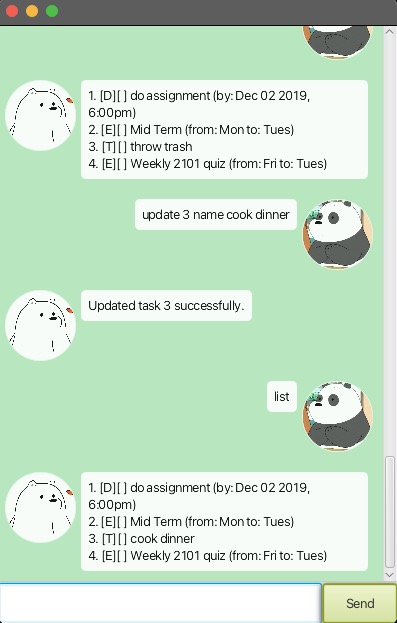 1. [D][ ] do assignment (by: Dec 02 2019,
6:00pm)
2. [E][ ] Mid Term (from: Mon to: Tues)
3. [T][ ] throw trash
4. [E][ ] Weekly 2101 quiz (from: Fri to: Tues)
update 3 name cook dinner
Updated task 3 successfully.
list
1. [D][ ] do assignment (by: Dec 02 2019,
6:00pm)
2. [E][ ] Mid Term (from: Mon to: Tues)
3. [T][ ] cook dinner
4. [E][ ] Weekly 2101 quiz (from: Fri to: Tues)
Send